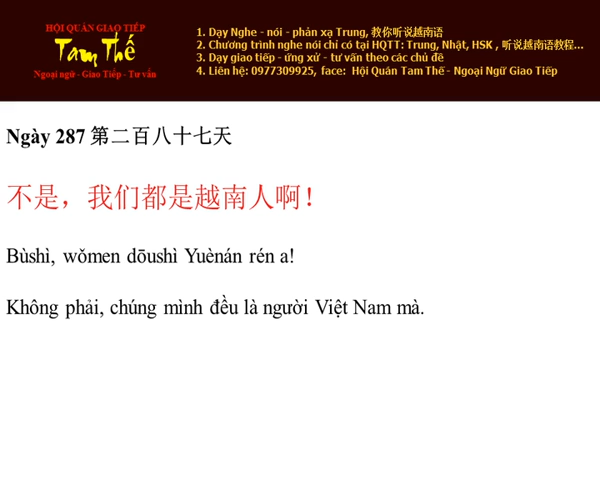 HỘI QUÁN GIAO TIẾP
Tam Thế
Ngoại ngữ - Giao Tiếp - Tư vấn
1. Dạy Nghe - nói - phản xạ Trung, 教你听说越南语
2. Chương trình nghe nói chỉ có tại HQTT: Trung, Nhật, HSK , 听说越南语教程...
3. Dạy giao tiếp - ứng xử - tư vấn theo các chủ đề
4. Liên hệ: 0977309925, face: Hội Quán Tam Thế - Ngoại Ngữ Giao Tiếp
Ngày 287 第二百八十七天
不是，我们都是越南人啊！
Bùshì, wǒmen dōushì Yuènán rén a!
Không phải, chúng mình đều là người Việt Nam mà.